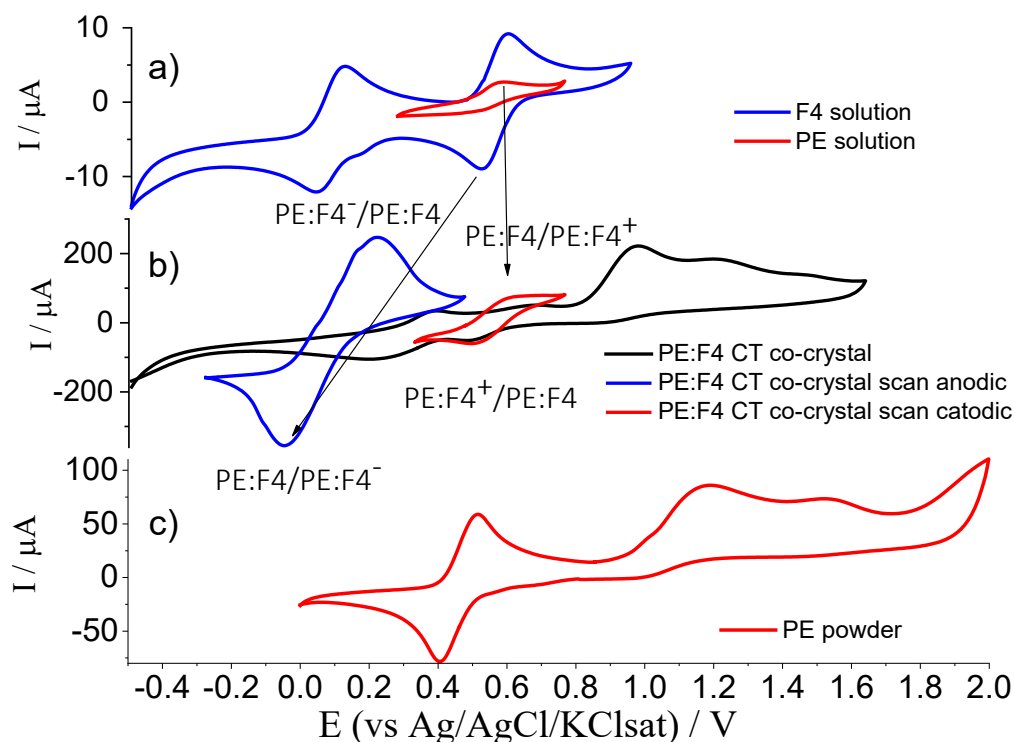 10
a)
0
-10
I / µA
F4 solution
PE solution
PE:F4⁻/PE:F4
PE:F4/PE:F4⁺
200
b)
0
-200
I / µA
PE:F4 CT co-crystal
PE:F4 CT co-crystal scan anodic
PE:F4 CT co-crystal scan catodic
PE:F4⁺/PE:F4
PE:F4/PE:F4⁻
100
c)
50
0
-50
I / µA
PE powder
-0.4 -0.2 0.0 0.2 0.4 0.6 0.8 1.0 1.2 1.4 1.6 1.8 2.0
E (vs Ag/AgCl/KClsat) / V